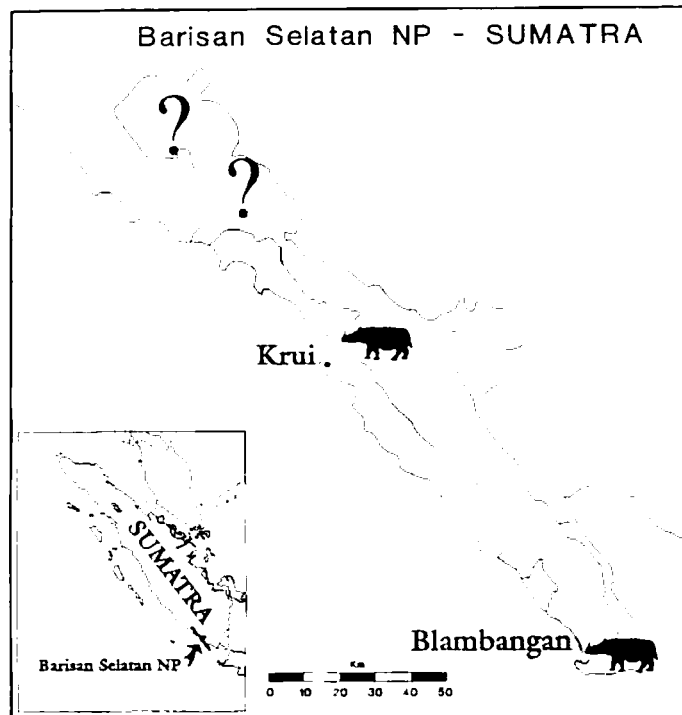 Barisan Selatan NP - SUMATRA
?
?
Krui
SUMATRA
Blambangan
Barisan Selatan NP
Km
0 10 20 30 40 50